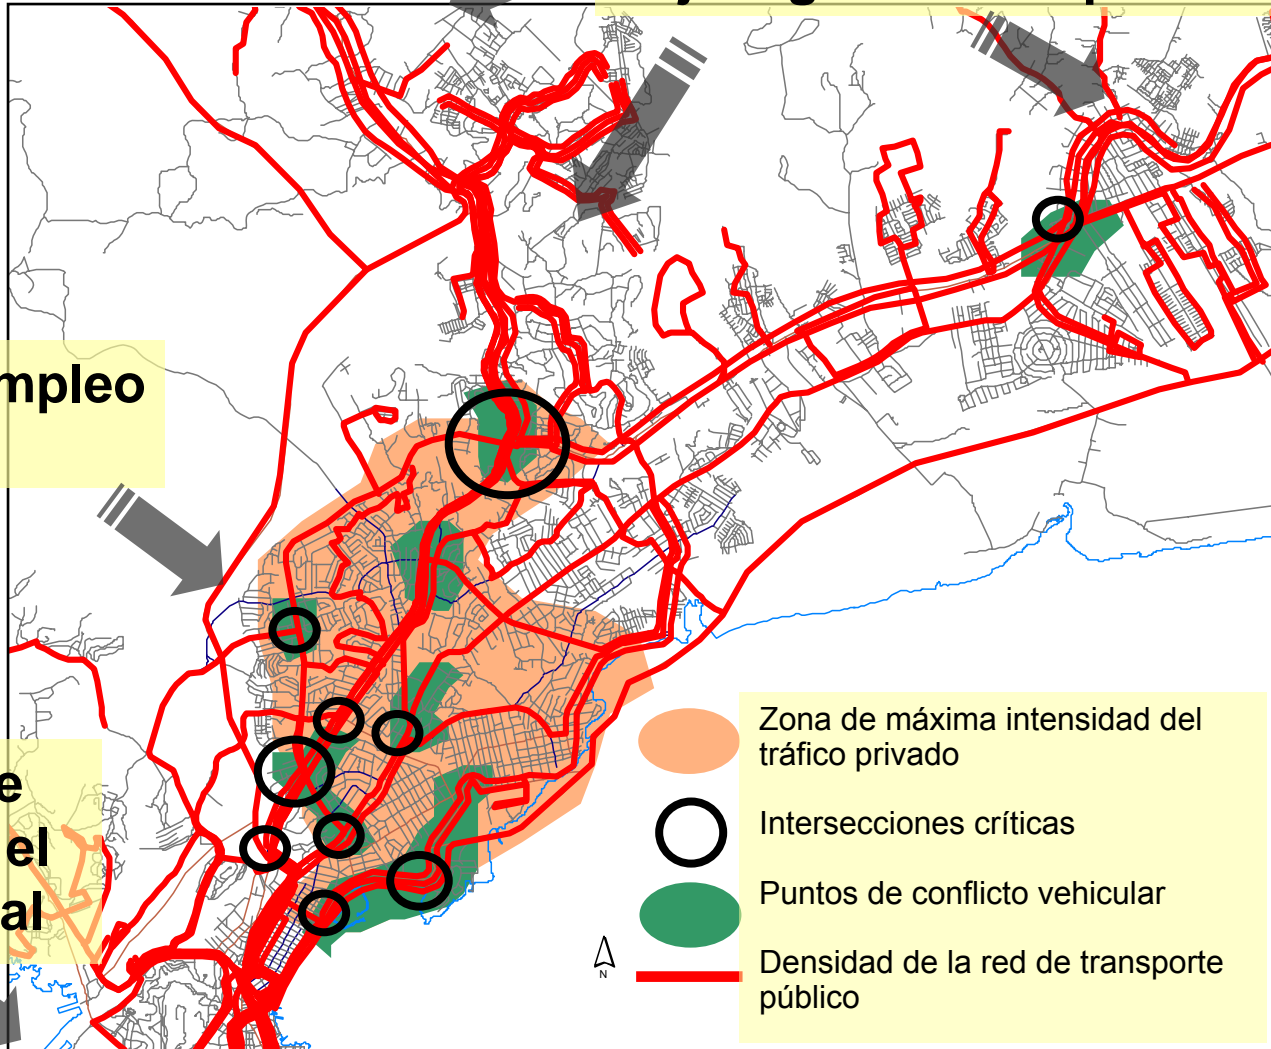 mpleo
e
el
al
Zona de máxima intensidad del
tráfico privado
Intersecciones críticas
Puntos de conflicto vehicular
Densidad de la red de transporte
público
N